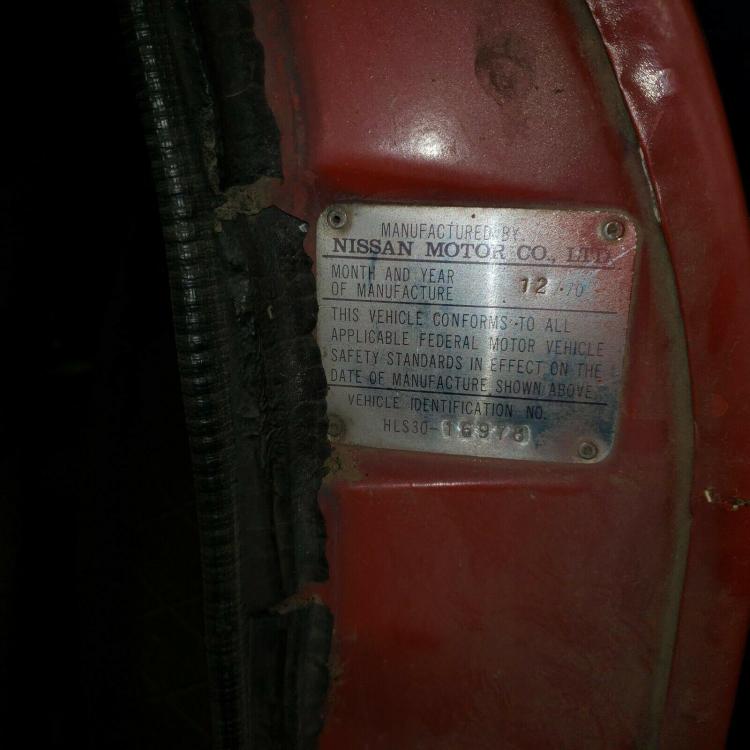 MANUFACTURED BY
NISSAN MOTOR CO., LTD.
MONTH AND YEAR
OF MANUFACTURE 12 .70
THIS VEHICLE CONFORMS TO ALL
APPLICABLE FEDERAL MOTOR VEHICLE
SAFETY STANDARDS IN EFFECT ON THE
DATE OF MANUFACTURE SHOWN ABOVE.
VEHICLE IDENTIFICATION NO.
HLS30-16978